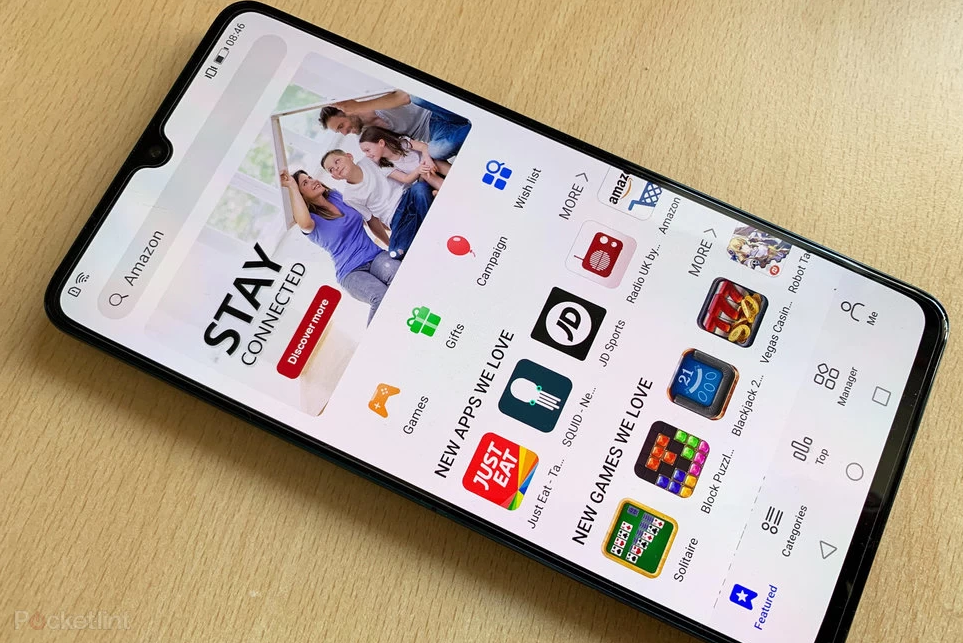 08:46
Amazon
STAY
CONNECTED
Discover more
Games
Gifts
Campaign
Wish list
NEW APPS WE LOVE
MORE >
JUST
EAT
JD
amaz
Just Eat - Ta...
SQUID - Ne...
JD Sports
Radio UK by...
Amazon
NEW GAMES WE LOVE
MORE >
21
Solitaire
Block Puzzl...
Blackjack 2...
Vegas Casin...
Robot Ta
Featured
Categories
Top
Manager
Me
Pocketlint